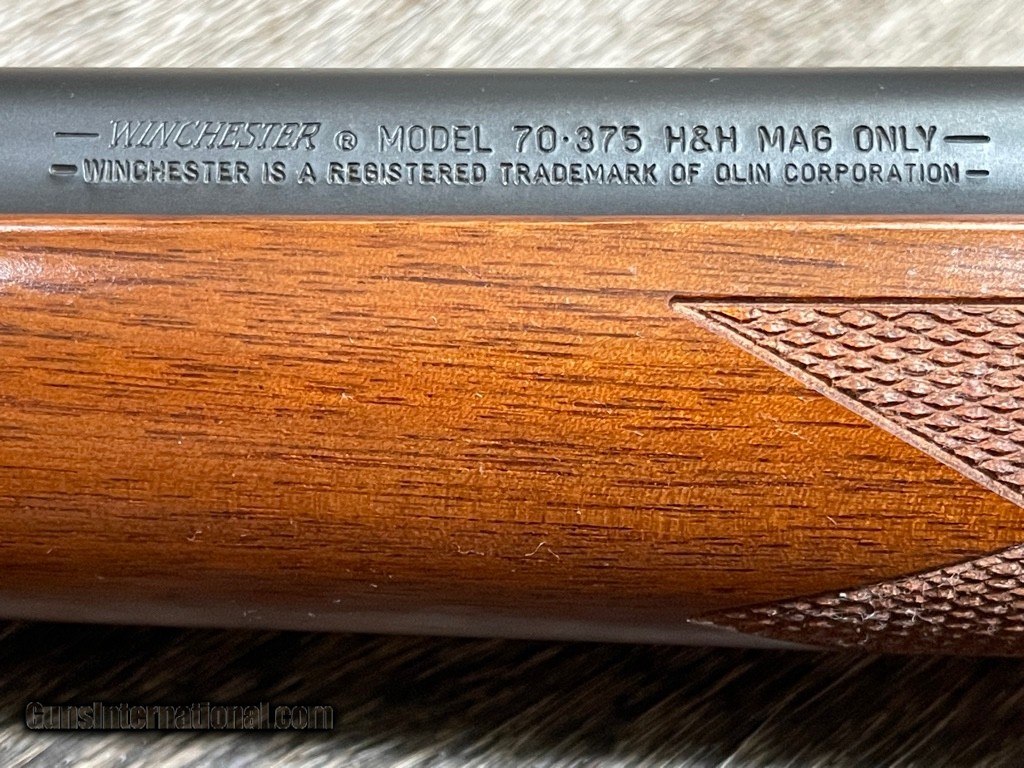 — WINCHESTER ® MODEL 70·375 H&H MAG ONLY —
— WINCHESTER IS A REGISTERED TRADEMARK OF OLIN CORPORATION —
GunsInternational.com